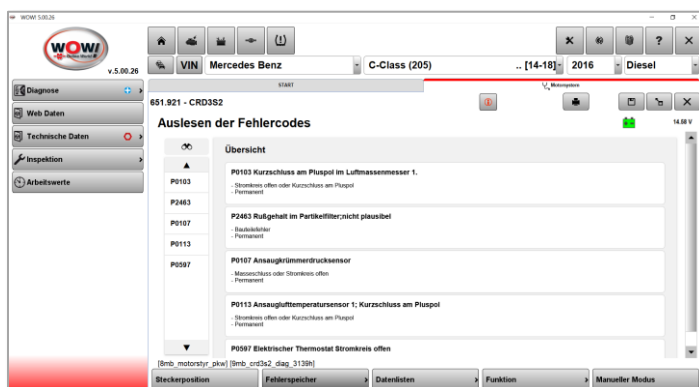 WOW! 5.00.26
WOW!
v.5.00.26
VIN
Mercedes Benz
C-Class (205)
.. [14-18]
2016
Diesel
Diagnose
Web Daten
Technische Daten
Inspektion
Arbeitswerte
START
Motorsystem
651.921 - CRD3S2
Auslesen der Fehlercodes
14.68 V
P0103
P2463
P0107
P0113
P0597
Übersicht
P0103 Kurzschluss am Pluspol im Luftmassenmesser 1.
- Stromkreis offen oder Kurzschluss am Pluspol
- Permanent
P2463 Rußgehalt im Partikelfilter;nicht plausibel
- Bauteilefehler
- Permanent
P0107 Ansaugkrümmerdrucksensor
- Masseschluss oder Stromkreis offen
- Permanent
P0113 Ansauglufttemperatursensor 1; Kurzschluss am Pluspol
- Stromkreis offen oder Kurzschluss am Pluspol
- Permanent
P0597 Elektrischer Thermostat Stromkreis offen
[8mb_motorstyr_pkw] [9mb_crd3s2_diag_3139h]
Steckerposition
Fehlerspeicher
Datenlisten
Funktion
Manueller Modus